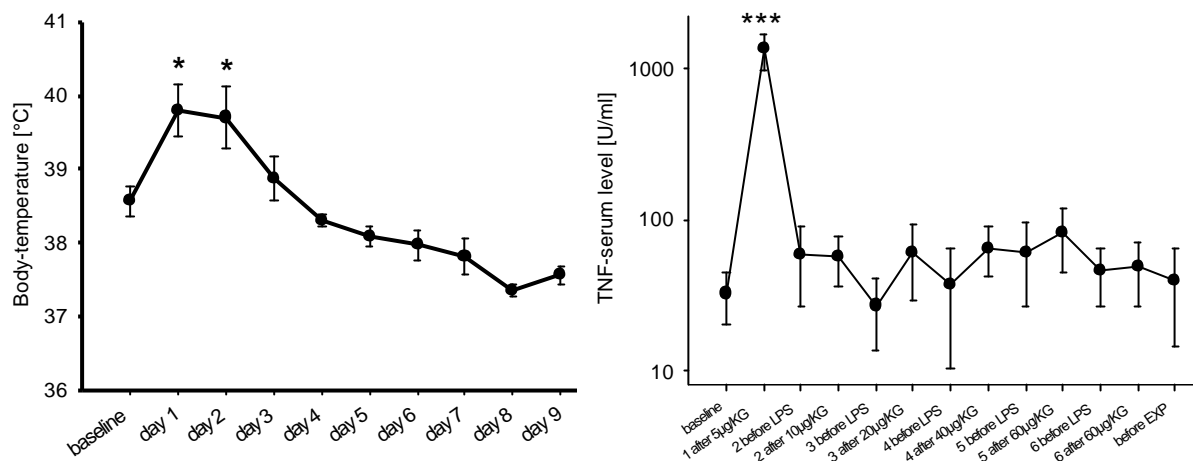 41
40
39
38
37
36
Body-temperature [°C]
* *
baseline
day 1
day 2
day 3
day 4
day 5
day 6
day 7
day 8
day 9
***
1000
100
10
TNF-serum level [U/ml]
baseline
1 after 5µg/KG
2 before LPS
2 after 10µg/KG
3 before LPS
3 after 20µg/KG
4 before LPS
4 after 40µg/KG
5 before LPS
5 after 60µg/KG
6 before LPS
6 after 60µg/KG
before EXP